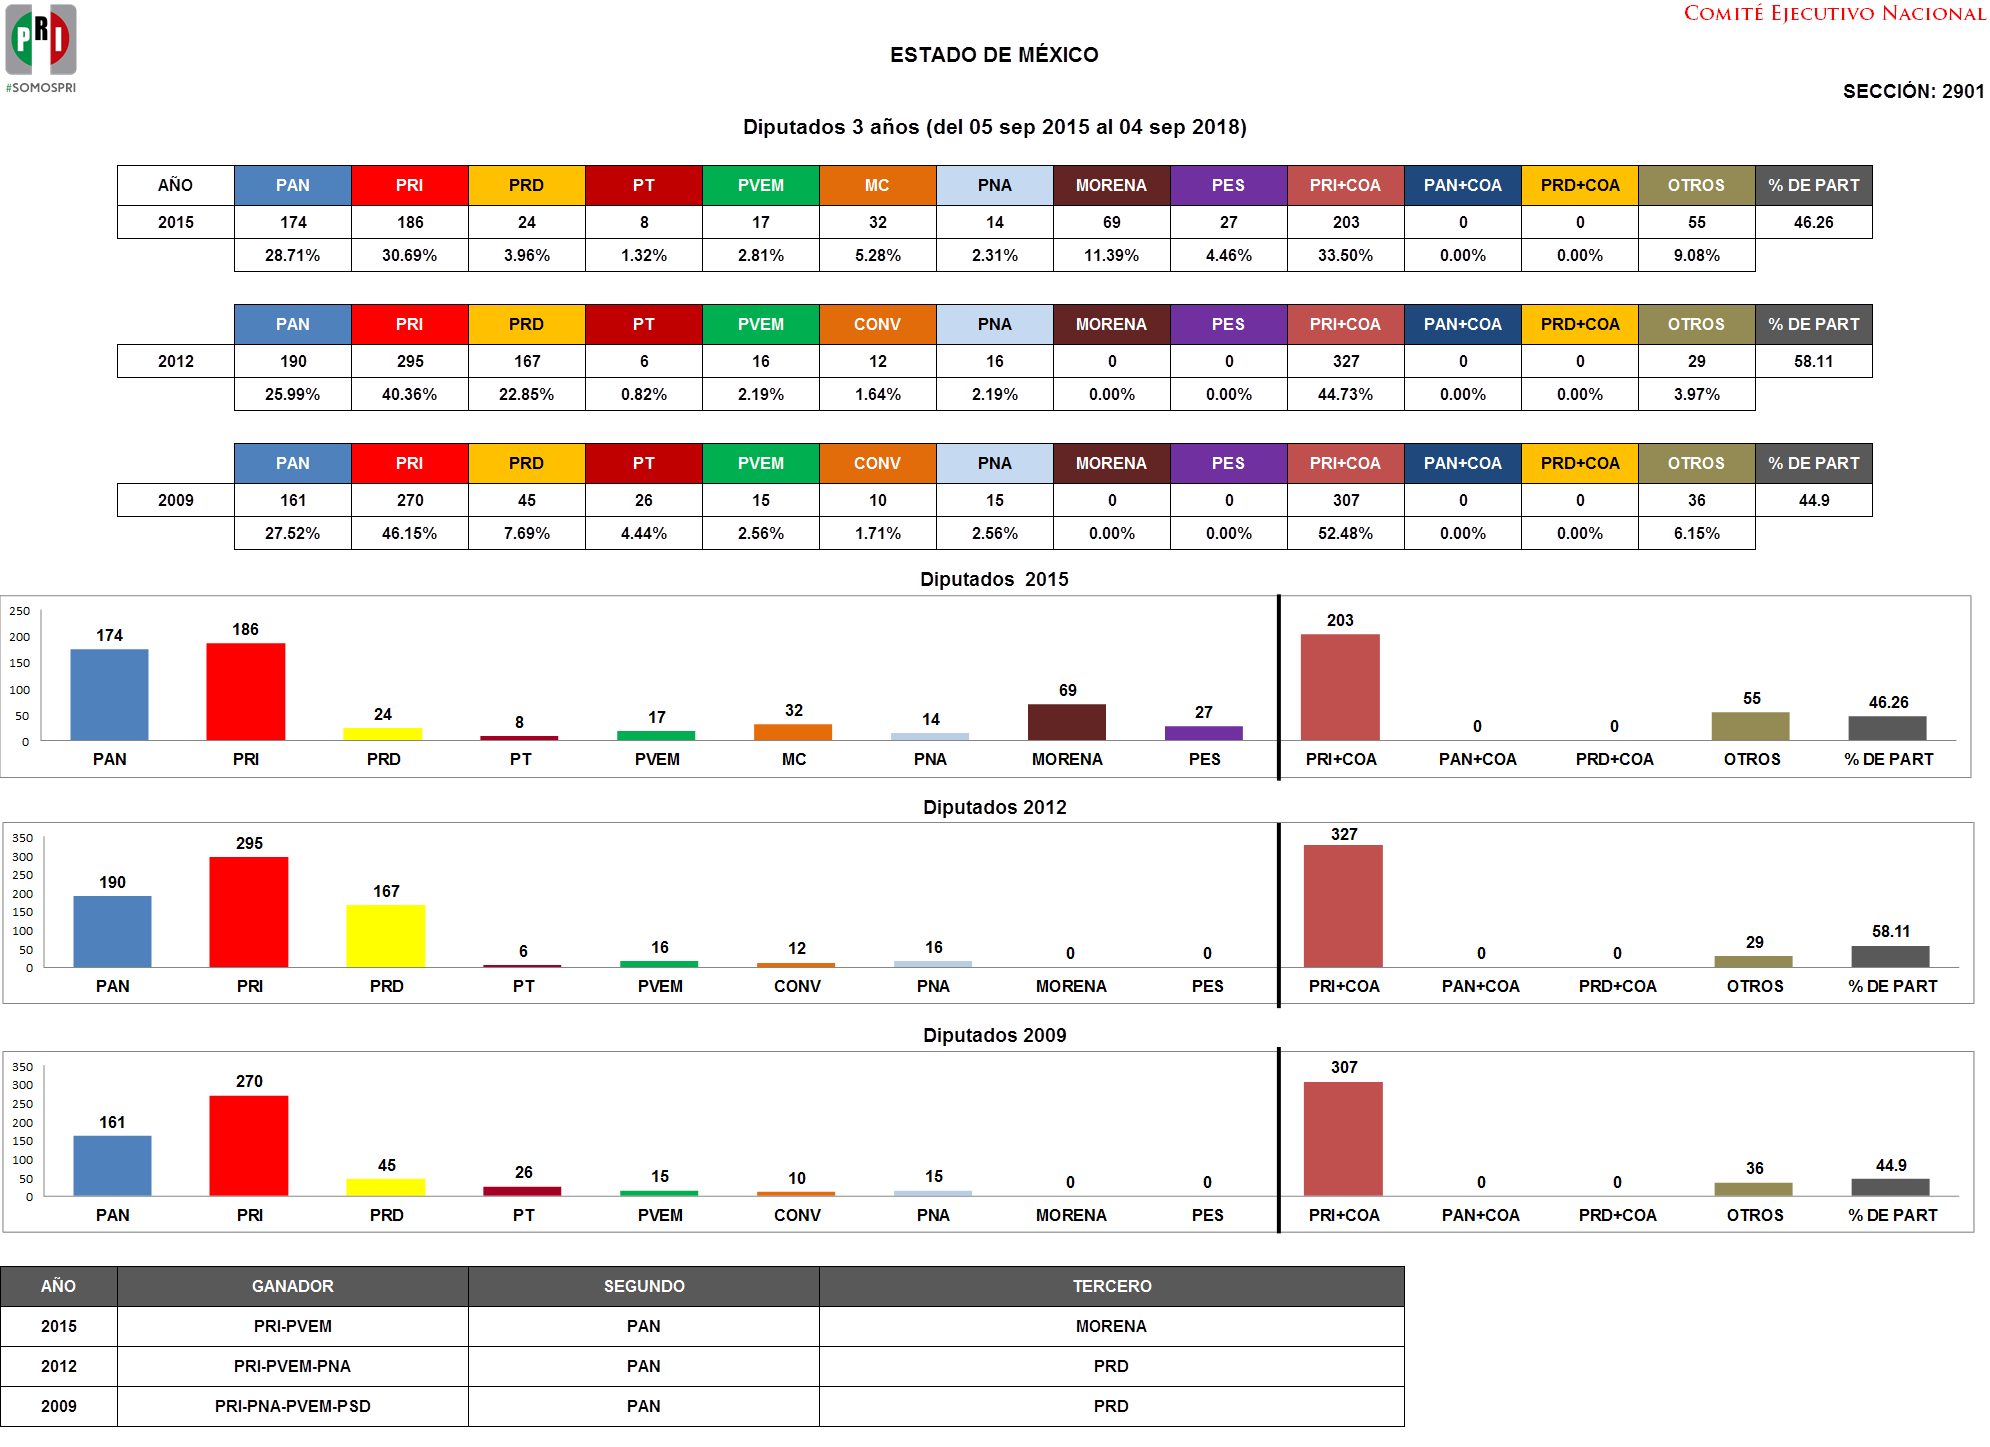 PRI
#SOMOSPRI
COMITÉ EJECUTIVO NACIONAL
ESTADO DE MÉXICO
SECCIÓN: 2901
Diputados 3 años (del 05 sep 2015 al 04 sep 2018)
AÑO PAN PRI PRD PT PVEM MC PNA MORENA PES PRI+COA PAN+COA PRD+COA OTROS % DE PART
2015 174 186 24 8 17 32 14 69 27 203 0 0 55 46.26
28.71% 30.69% 3.96% 1.32% 2.81% 5.28% 2.31% 11.39% 4.46% 33.50% 0.00% 0.00% 9.08%
PAN PRI PRD PT PVEM CONV PNA MORENA PES PRI+COA PAN+COA PRD+COA OTROS % DE PART
2012 190 295 167 6 16 12 16 0 0 327 0 0 29 58.11
25.99% 40.36% 22.85% 0.82% 2.19% 1.64% 2.19% 0.00% 0.00% 44.73% 0.00% 0.00% 3.97%
PAN PRI PRD PT PVEM CONV PNA MORENA PES PRI+COA PAN+COA PRD+COA OTROS % DE PART
2009 161 270 45 26 15 10 15 0 0 307 0 0 36 44.9
27.52% 46.15% 7.69% 4.44% 2.56% 1.71% 2.56% 0.00% 0.00% 52.48% 0.00% 0.00% 6.15%
Diputados 2015
250
200
150
100
50
0
174 186 24 8 17 32 14 69 27 203 0 0 55 46.26
PAN PRI PRD PT PVEM MC PNA MORENA PES PRI+COA PAN+COA PRD+COA OTROS % DE PART
Diputados 2012
350
300
250
200
150
100
50
0
190 295 167 6 16 12 16 0 0 327 0 0 29 58.11
PAN PRI PRD PT PVEM CONV PNA MORENA PES PRI+COA PAN+COA PRD+COA OTROS % DE PART
Diputados 2009
350
300
250
200
150
100
50
0
161 270 45 26 15 10 15 0 0 307 0 0 36 44.9
PAN PRI PRD PT PVEM CONV PNA MORENA PES PRI+COA PAN+COA PRD+COA OTROS % DE PART
AÑO GANADOR SEGUNDO TERCERO
2015 PRI-PVEM PAN MORENA
2012 PRI-PVEM-PNA PAN PRD
2009 PRI-PNA-PVEM-PSD PAN PRD